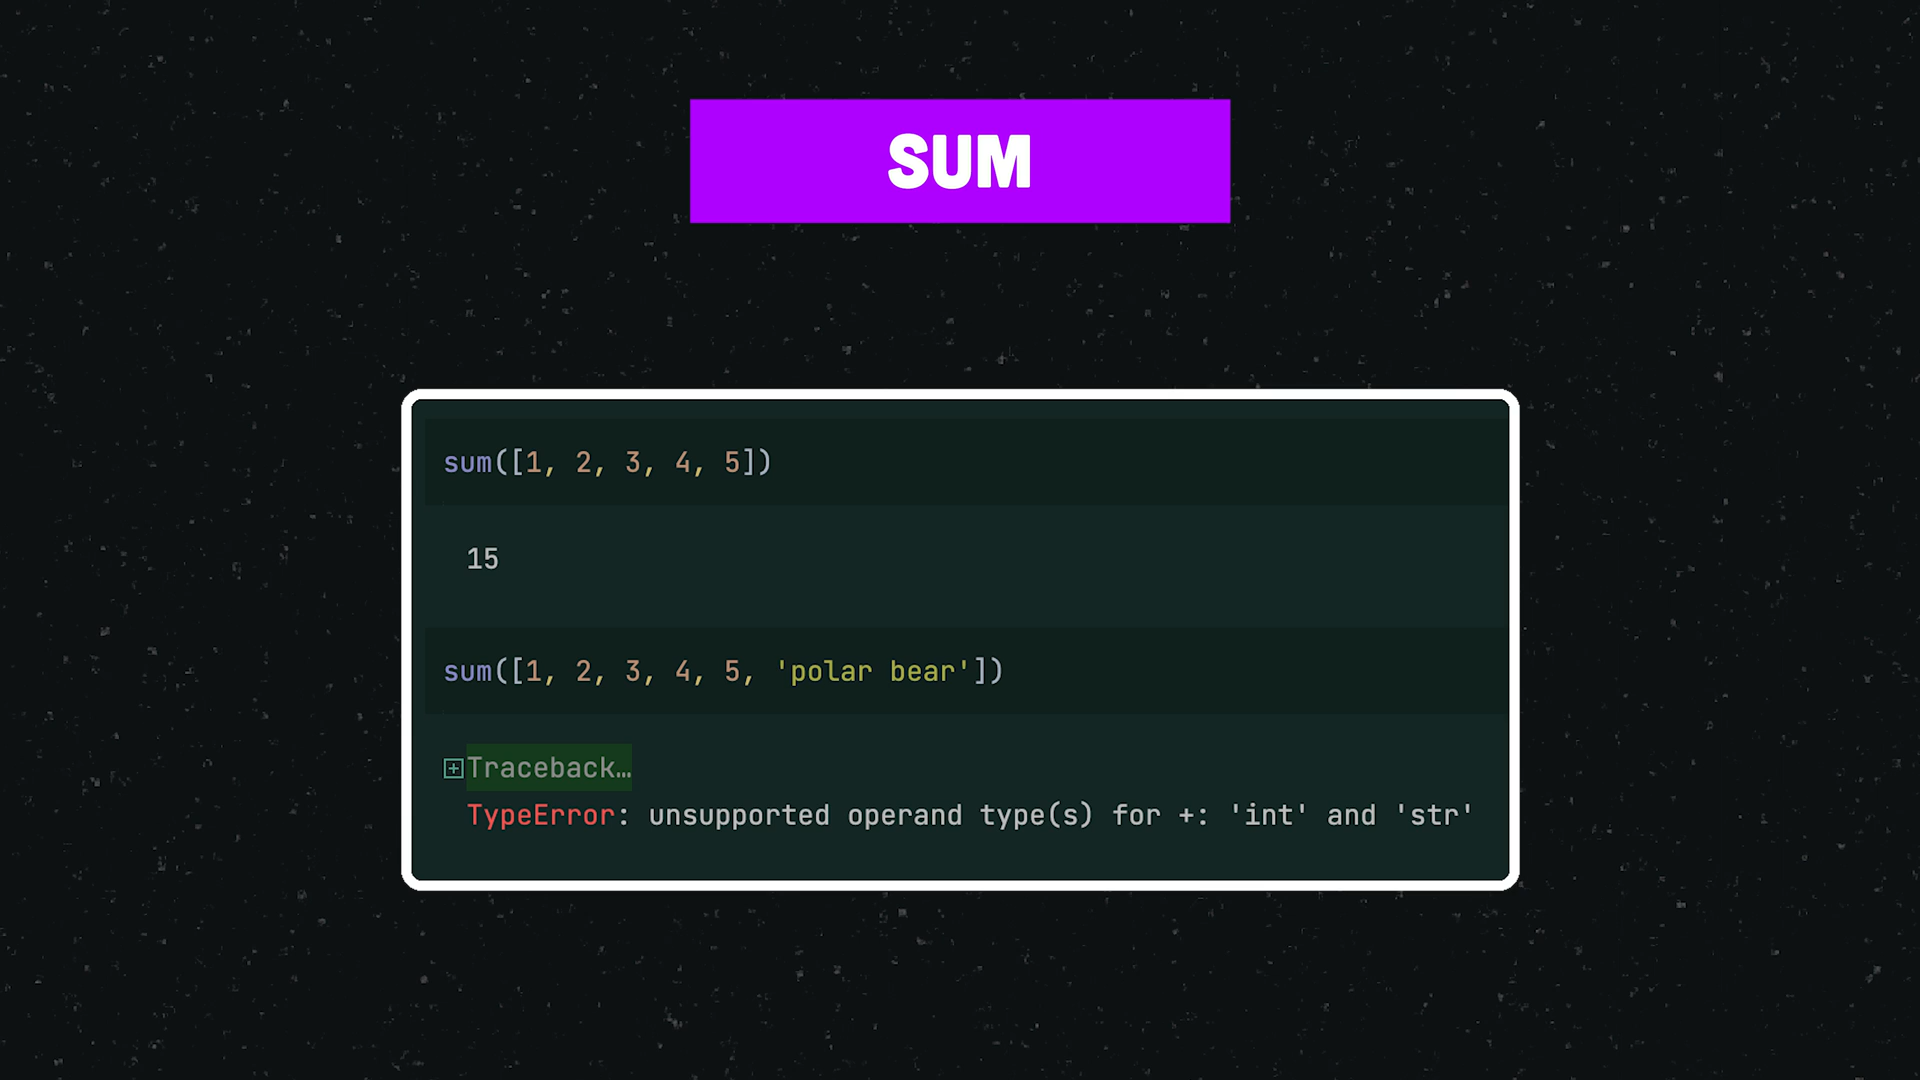 SUM
sum([1, 2, 3, 4, 5])
15
sum([1, 2, 3, 4, 5, 'polar bear'])
Traceback…
TypeError: unsupported operand type(s) for +: 'int' and 'str'